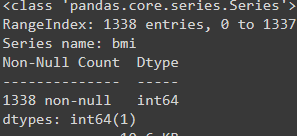 <class 'pandas.core.series.Series'>
RangeIndex: 1338 entries, 0 to 1337
Series name: bmi
Non-Null Count  Dtype
--------------  -----
1338 non-null   int64
dtypes: int64(1)